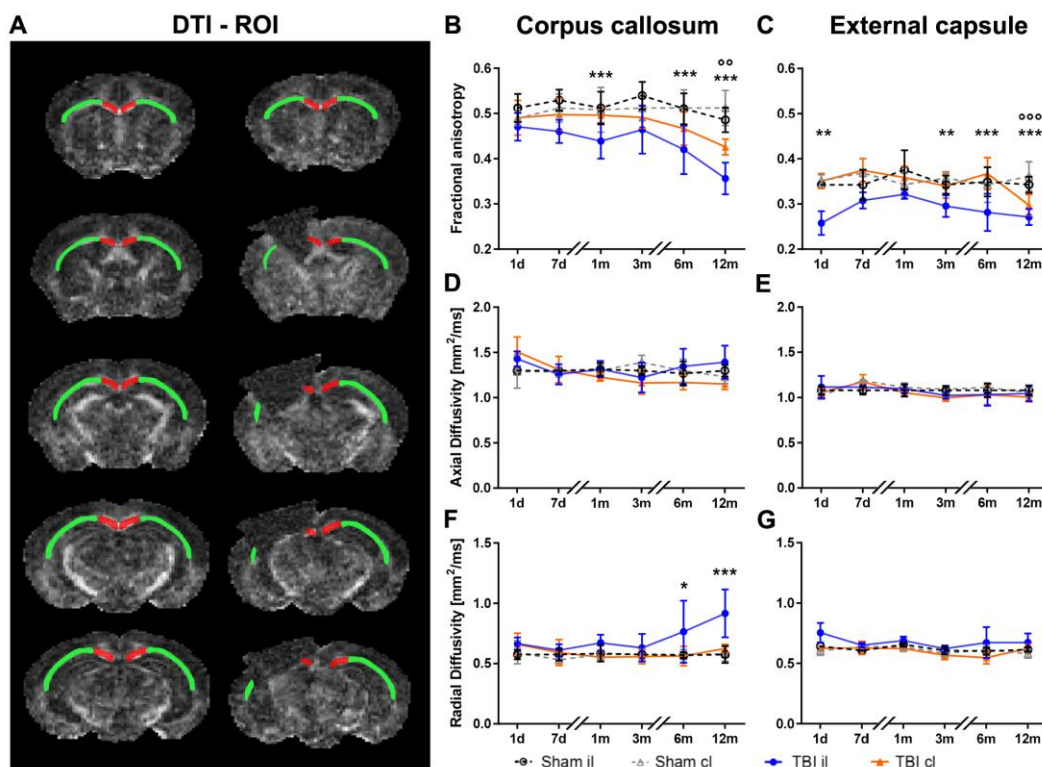 A DTI - ROI
B Corpus callosum
C External capsule
Fractional anisotropy
0.6
0.5
0.4
0.3
0.2
***
***
°°
***
1d 7d 1m 3m 6m 12m
0.6
0.5
0.4
0.3
0.2
**
**
***
°°°
***
1d 7d 1m 3m 6m 12m
D
Axial Diffusivity [mm²/ms]
2.0
1.5
1.0
0.5
0.0
1d 7d 1m 3m 6m 12m
E
2.0
1.5
1.0
0.5
0.0
1d 7d 1m 3m 6m 12m
F
Radial Diffusivity [mm²/ms]
1.5
1.0
0.5
0.0
*
***
1d 7d 1m 3m 6m 12m
G
1.5
1.0
0.5
0.0
1d 7d 1m 3m 6m 12m
Sham il Sham cl TBI il TBI cl